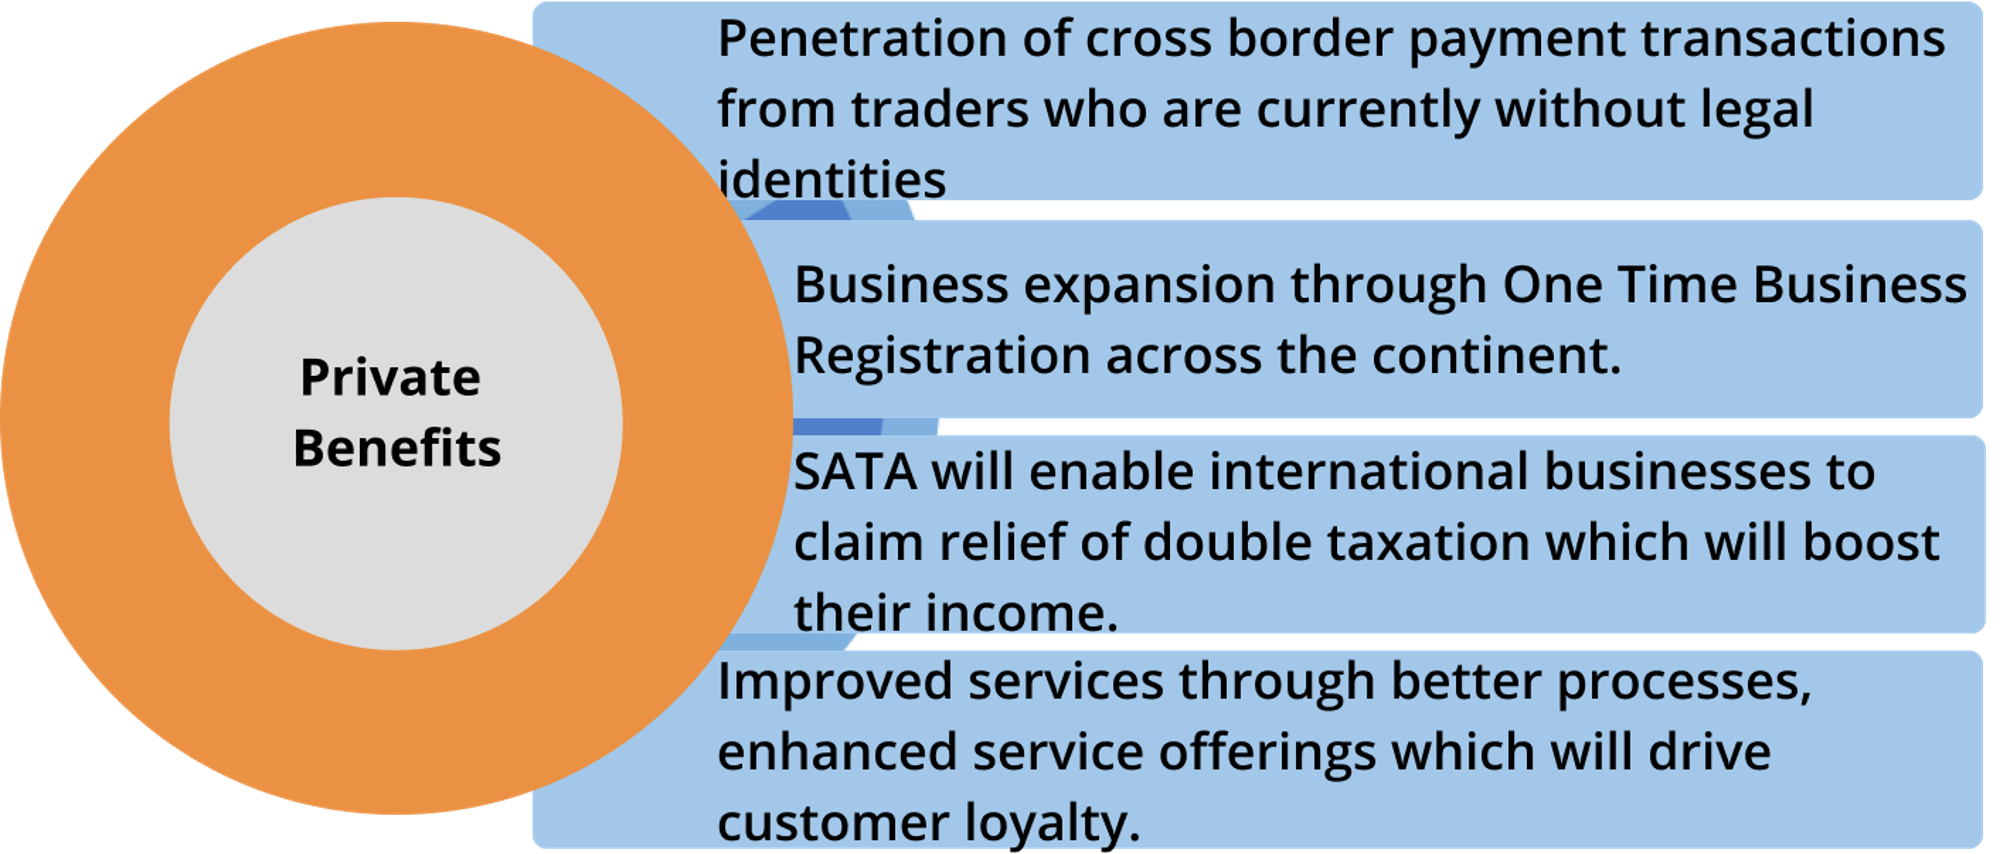 Private
Benefits
Penetration of cross border payment transactions
from traders who are currently without legal
identities
Business expansion through One Time Business
Registration across the continent.
SATA will enable international businesses to
claim relief of double taxation which will boost
their income.
Improved services through better processes,
enhanced service offerings which will drive
customer loyalty.